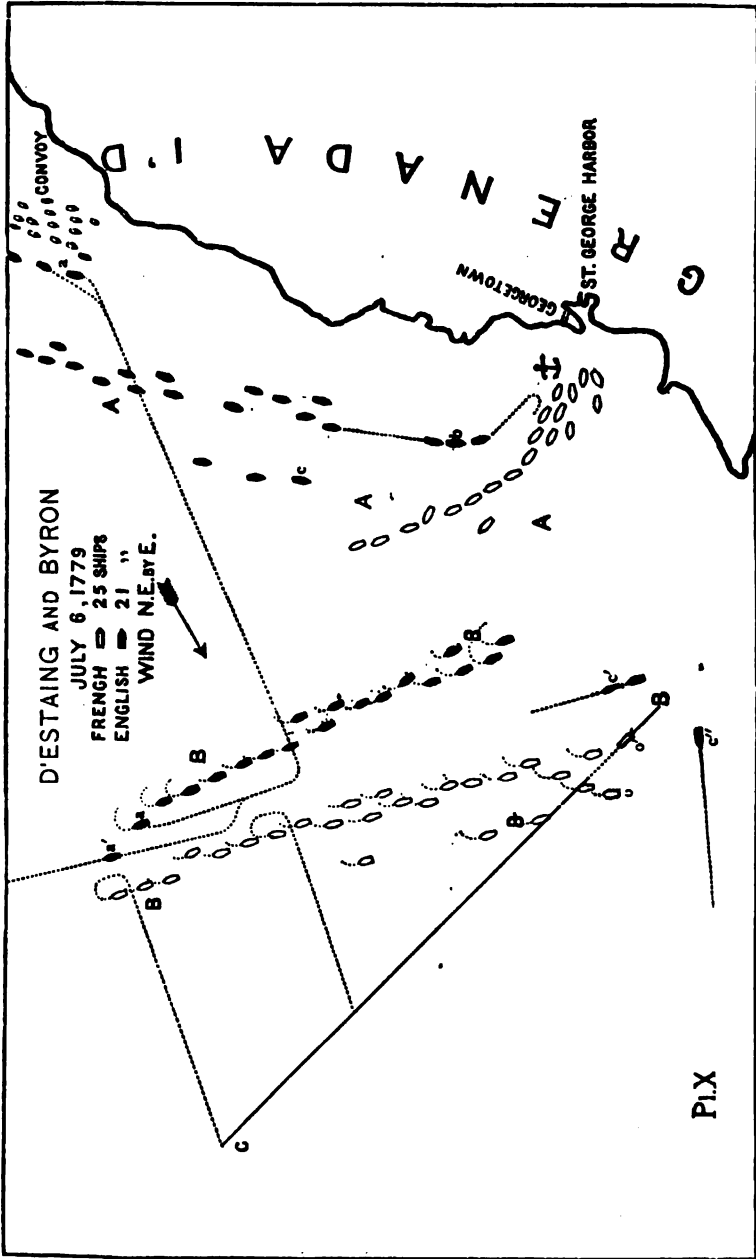 D'ESTAING AND BYRON
JULY 6, 1779
FRENCH 25 SHIPS
ENGLISH 21 "
WIND N.E. BY E.
GRENADA I'D
CONVOY
GEORGETOWN
ST. GEORGE HARBOR
a
A
b
c
A
A
B
B
a
a'
B
B
B
c'
b
c"
C
Pl. X